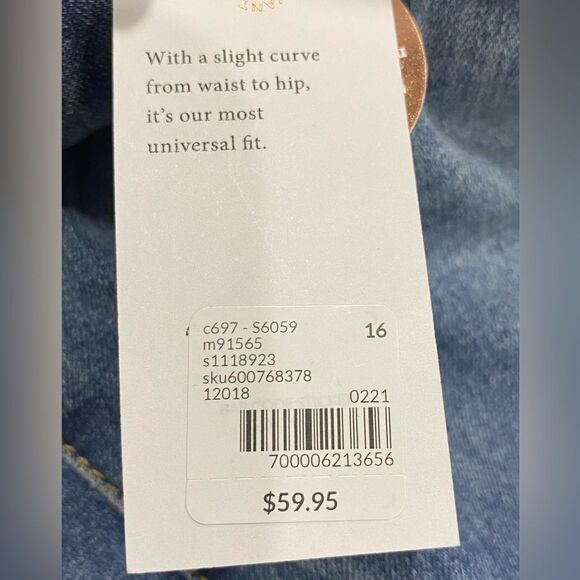 With a slight curve
from waist to hip,
it's our most
universal fit.
c697 - S6059 16
m91565
s1118923
sku600768378
12018 0221
700006213656
$59.95